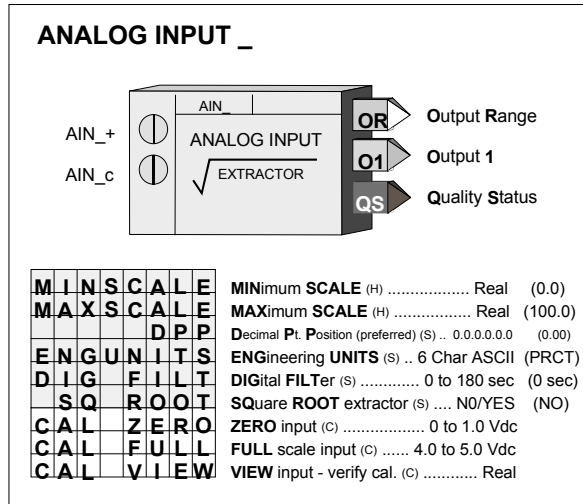 ANALOG INPUT _
AIN_
AIN_+
ANALOG INPUT
AIN_c
√ EXTRACTOR
OR Output Range
O1 Output 1
QS Quality Status
MINSCALE MINimum SCALE (H) .................. Real (0.0)
MAXSCALE MAXimum SCALE (H) ................. Real (100.0)
DPP Decimal Pt. Position (preferred) (S) .. 0.0.0.0.0.0 (0.00)
ENGUNITS ENGineering UNITS (S) .. 6 Char ASCII (PRCT)
DIG FILT DIGital FILTer (S) ............. 0 to 180 sec (0 sec)
SQ ROOT SQuare ROOT extractor (S) .... N0/YES (NO)
CAL ZERO ZERO input (C) .................. 0 to 1.0 Vdc
CAL FULL FULL scale input (C) ...... 4.0 to 5.0 Vdc
CAL VIEW VIEW input - verify cal. (C) ............ Real